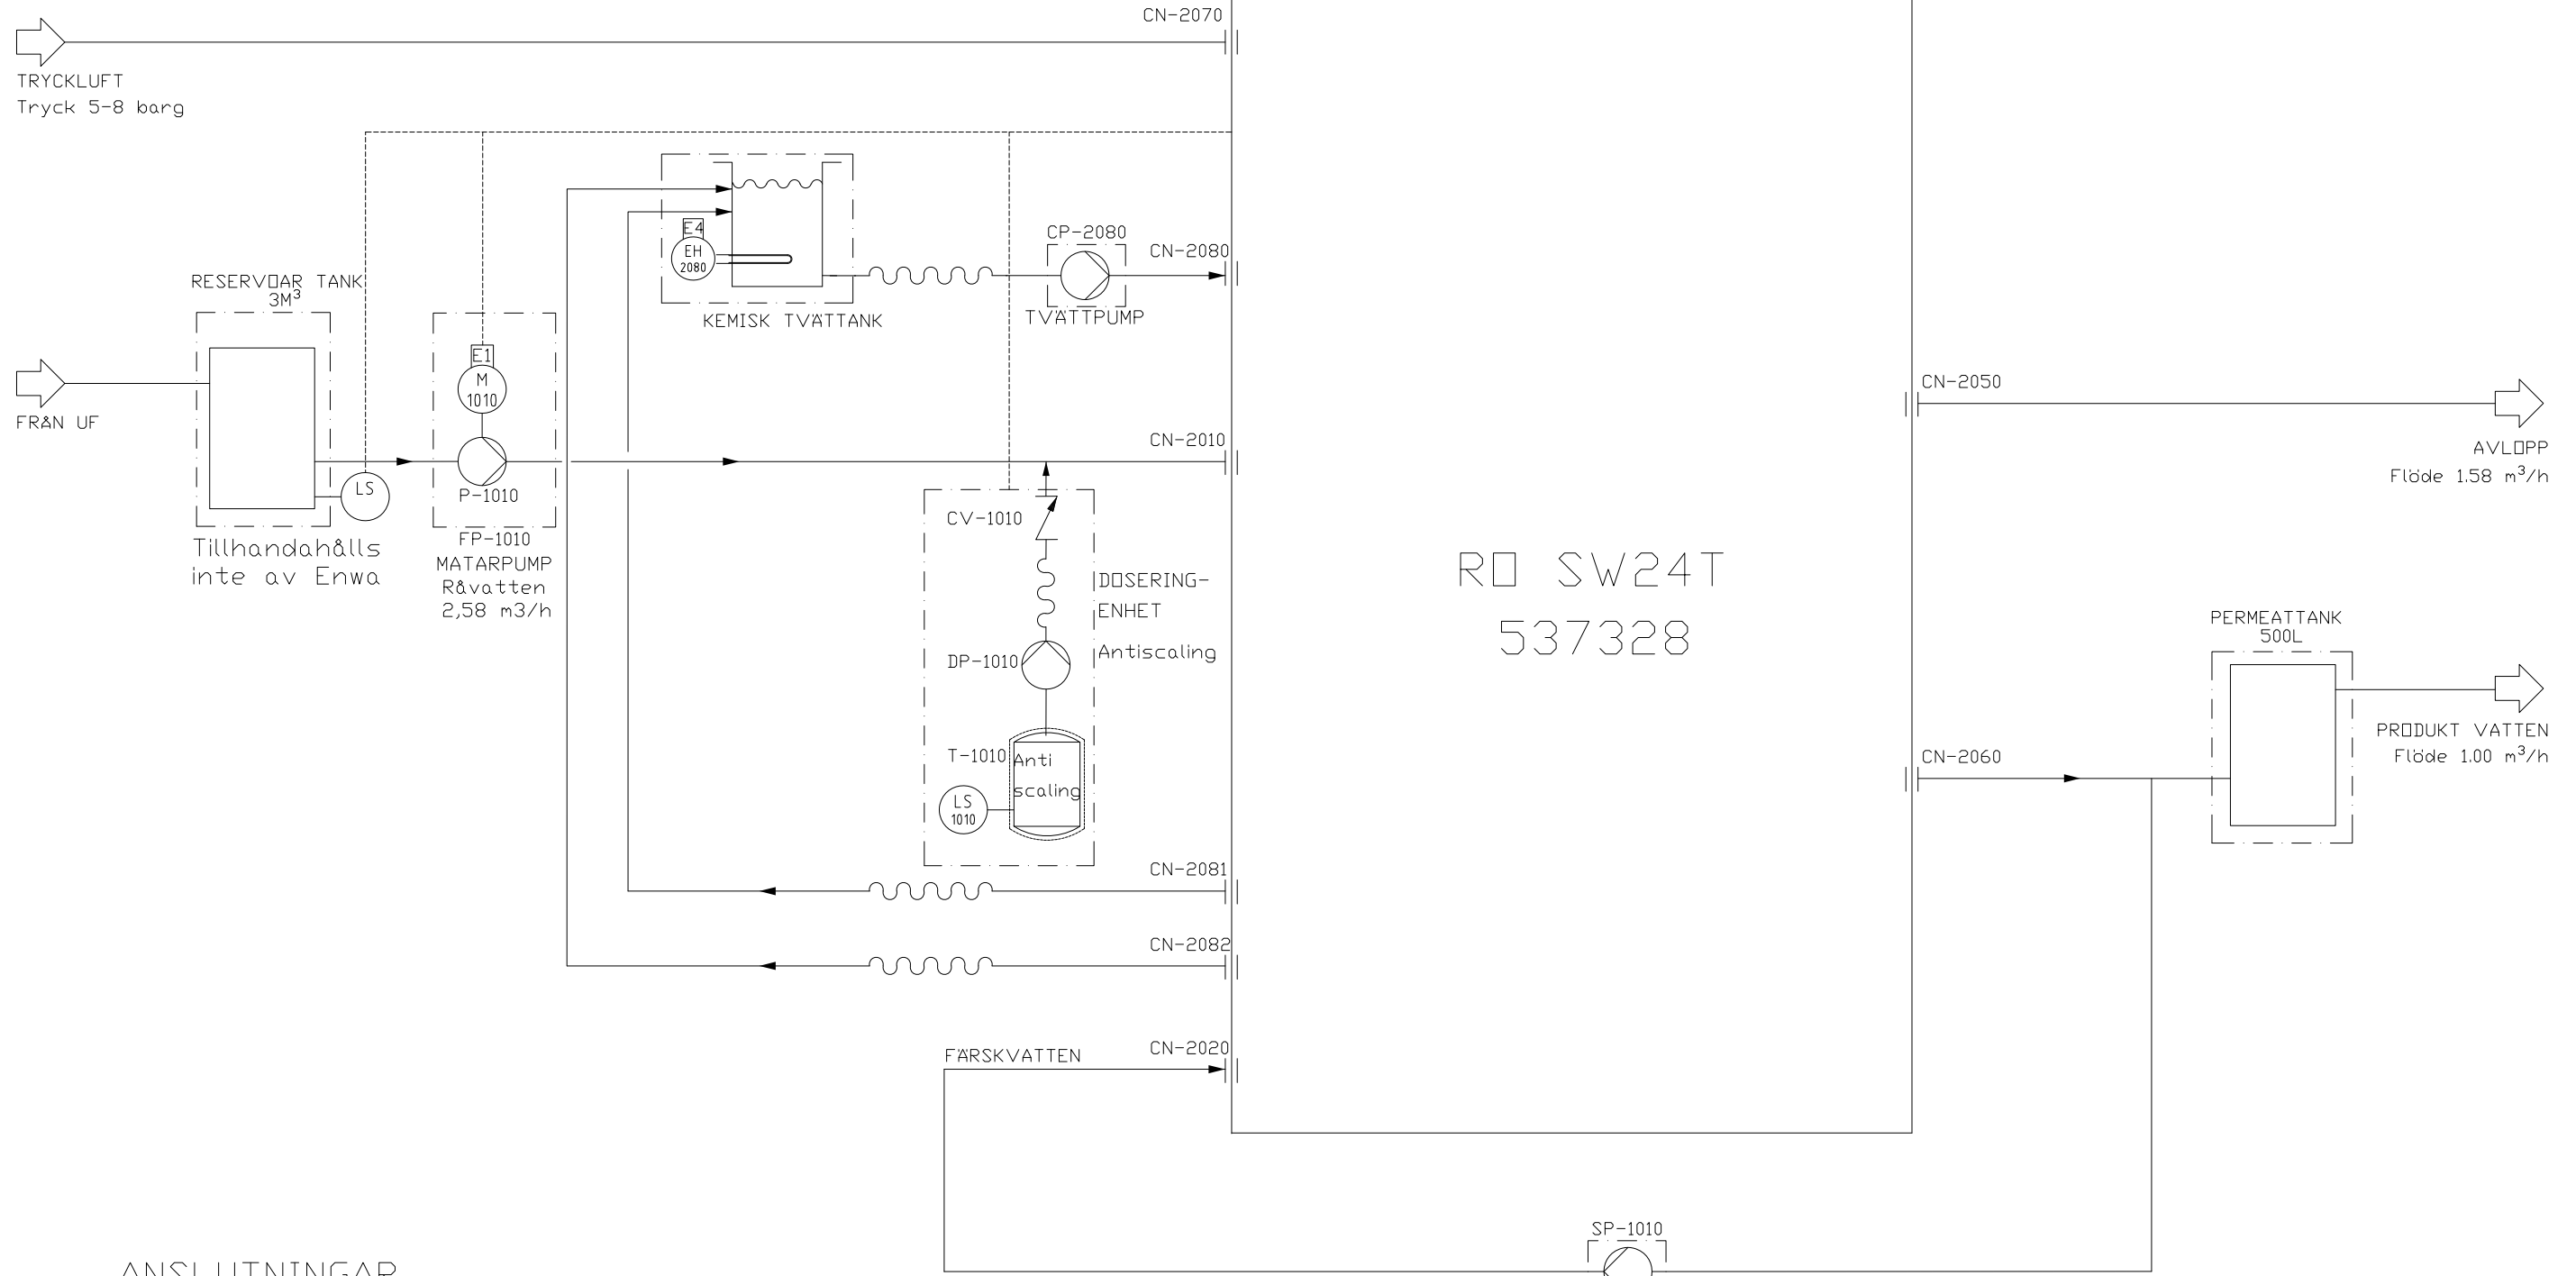 CN-2070
TRYCKLUFT
Tryck 5-8 barg
E4
EH
2080
KEMISK TVÄTTANK
CP-2080
TVÄTTPUMP
CN-2080
RESERVOAR TANK
3M³
FRÅN UF
LS
Tillhandahålls
inte av Enwa
E1
M
1010
P-1010
FP-1010
MATARPUMP
Råvatten
2,58 m3/h
CN-2010
CV-1010
DOSERING-
ENHET
Antiscaling
DP-1010
T-1010
Anti
scaling
LS
1010
CN-2081
CN-2082
FÄRSKVATTEN
CN-2020
RO SW24T
537328
CN-2050
AVLOPP
Flöde 1.58 m³/h
PERMEATTANK
500L
PRODUKT VATTEN
Flöde 1.00 m³/h
CN-2060
SP-1010
ANSLUTNINGAR